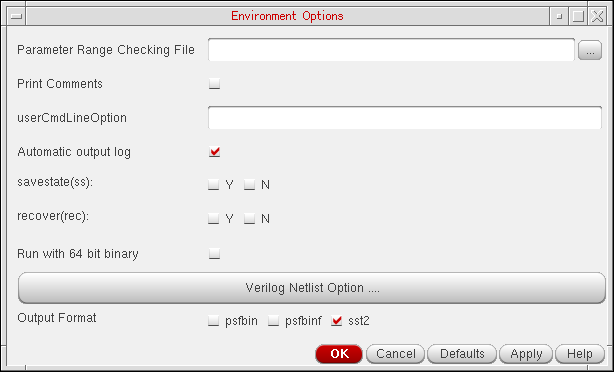 Environment Options
Parameter Range Checking File ...
Print Comments
userCmdLineOption
Automatic output log
savestate(ss): Y N
recover(rec): Y N
Run with 64 bit binary
Verilog Netlist Option ....
Output Format psfbin psfbinf sst2
OK Cancel Defaults Apply Help